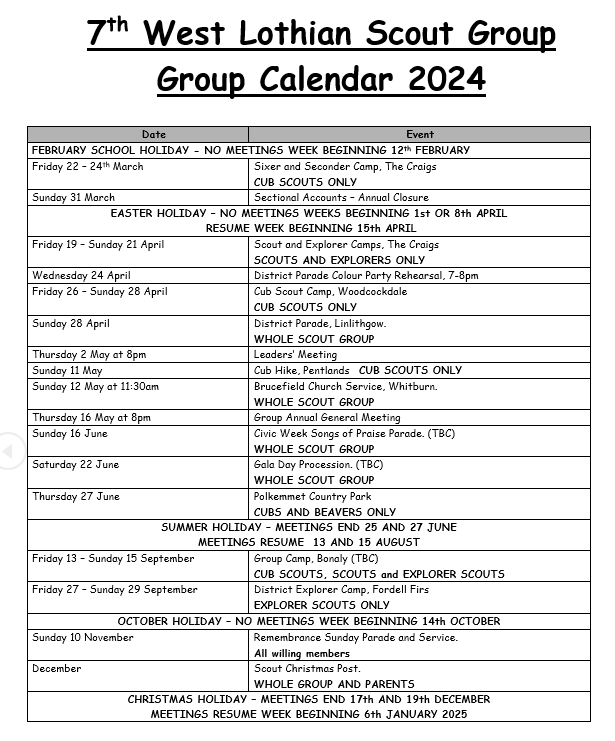 7th West Lothian Scout Group
Group Calendar 2024
Date Event
FEBRUARY SCHOOL HOLIDAY – NO MEETINGS WEEK BEGINNING 12th FEBRUARY
Friday 22 – 24th March Sixer and Seconder Camp, The Craigs
CUB SCOUTS ONLY
Sunday 31 March Sectional Accounts – Annual Closure
EASTER HOLIDAY – NO MEETINGS WEEKS BEGINNING 1st OR 8th APRIL
RESUME WEEK BEGINNING 15th APRIL
Friday 19 – Sunday 21 April Scout and Explorer Camps, The Craigs
SCOUTS AND EXPLORERS ONLY
Wednesday 24 April District Parade Colour Party Rehearsal, 7-8pm
Friday 26 – Sunday 28 April Cub Scout Camp, Woodcockdale
CUB SCOUTS ONLY
Sunday 28 April District Parade, Linlithgow.
WHOLE SCOUT GROUP
Thursday 2 May at 8pm Leaders' Meeting
Sunday 11 May Cub Hike, Pentlands CUB SCOUTS ONLY
Sunday 12 May at 11:30am Brucefield Church Service, Whitburn.
WHOLE SCOUT GROUP
Thursday 16 May at 8pm Group Annual General Meeting
Sunday 16 June Civic Week Songs of Praise Parade. (TBC)
WHOLE SCOUT GROUP
Saturday 22 June Gala Day Procession. (TBC)
WHOLE SCOUT GROUP
Thursday 27 June Polkemmet Country Park
CUBS AND BEAVERS ONLY
SUMMER HOLIDAY – MEETINGS END 25 AND 27 JUNE
MEETINGS RESUME 13 AND 15 AUGUST
Friday 13 – Sunday 15 September Group Camp, Bonaly (TBC)
CUB SCOUTS, SCOUTS and EXPLORER SCOUTS
Friday 27 – Sunday 29 September District Explorer Camp, Fordell Firs
EXPLORER SCOUTS ONLY
OCTOBER HOLIDAY – NO MEETINGS WEEK BEGINNING 14th OCTOBER
Sunday 10 November Remembrance Sunday Parade and Service.
All willing members
December Scout Christmas Post.
WHOLE GROUP AND PARENTS
CHRISTMAS HOLIDAY – MEETINGS END 17th AND 19th DECEMBER
MEETINGS RESUME WEEK BEGINNING 6th JANUARY 2025